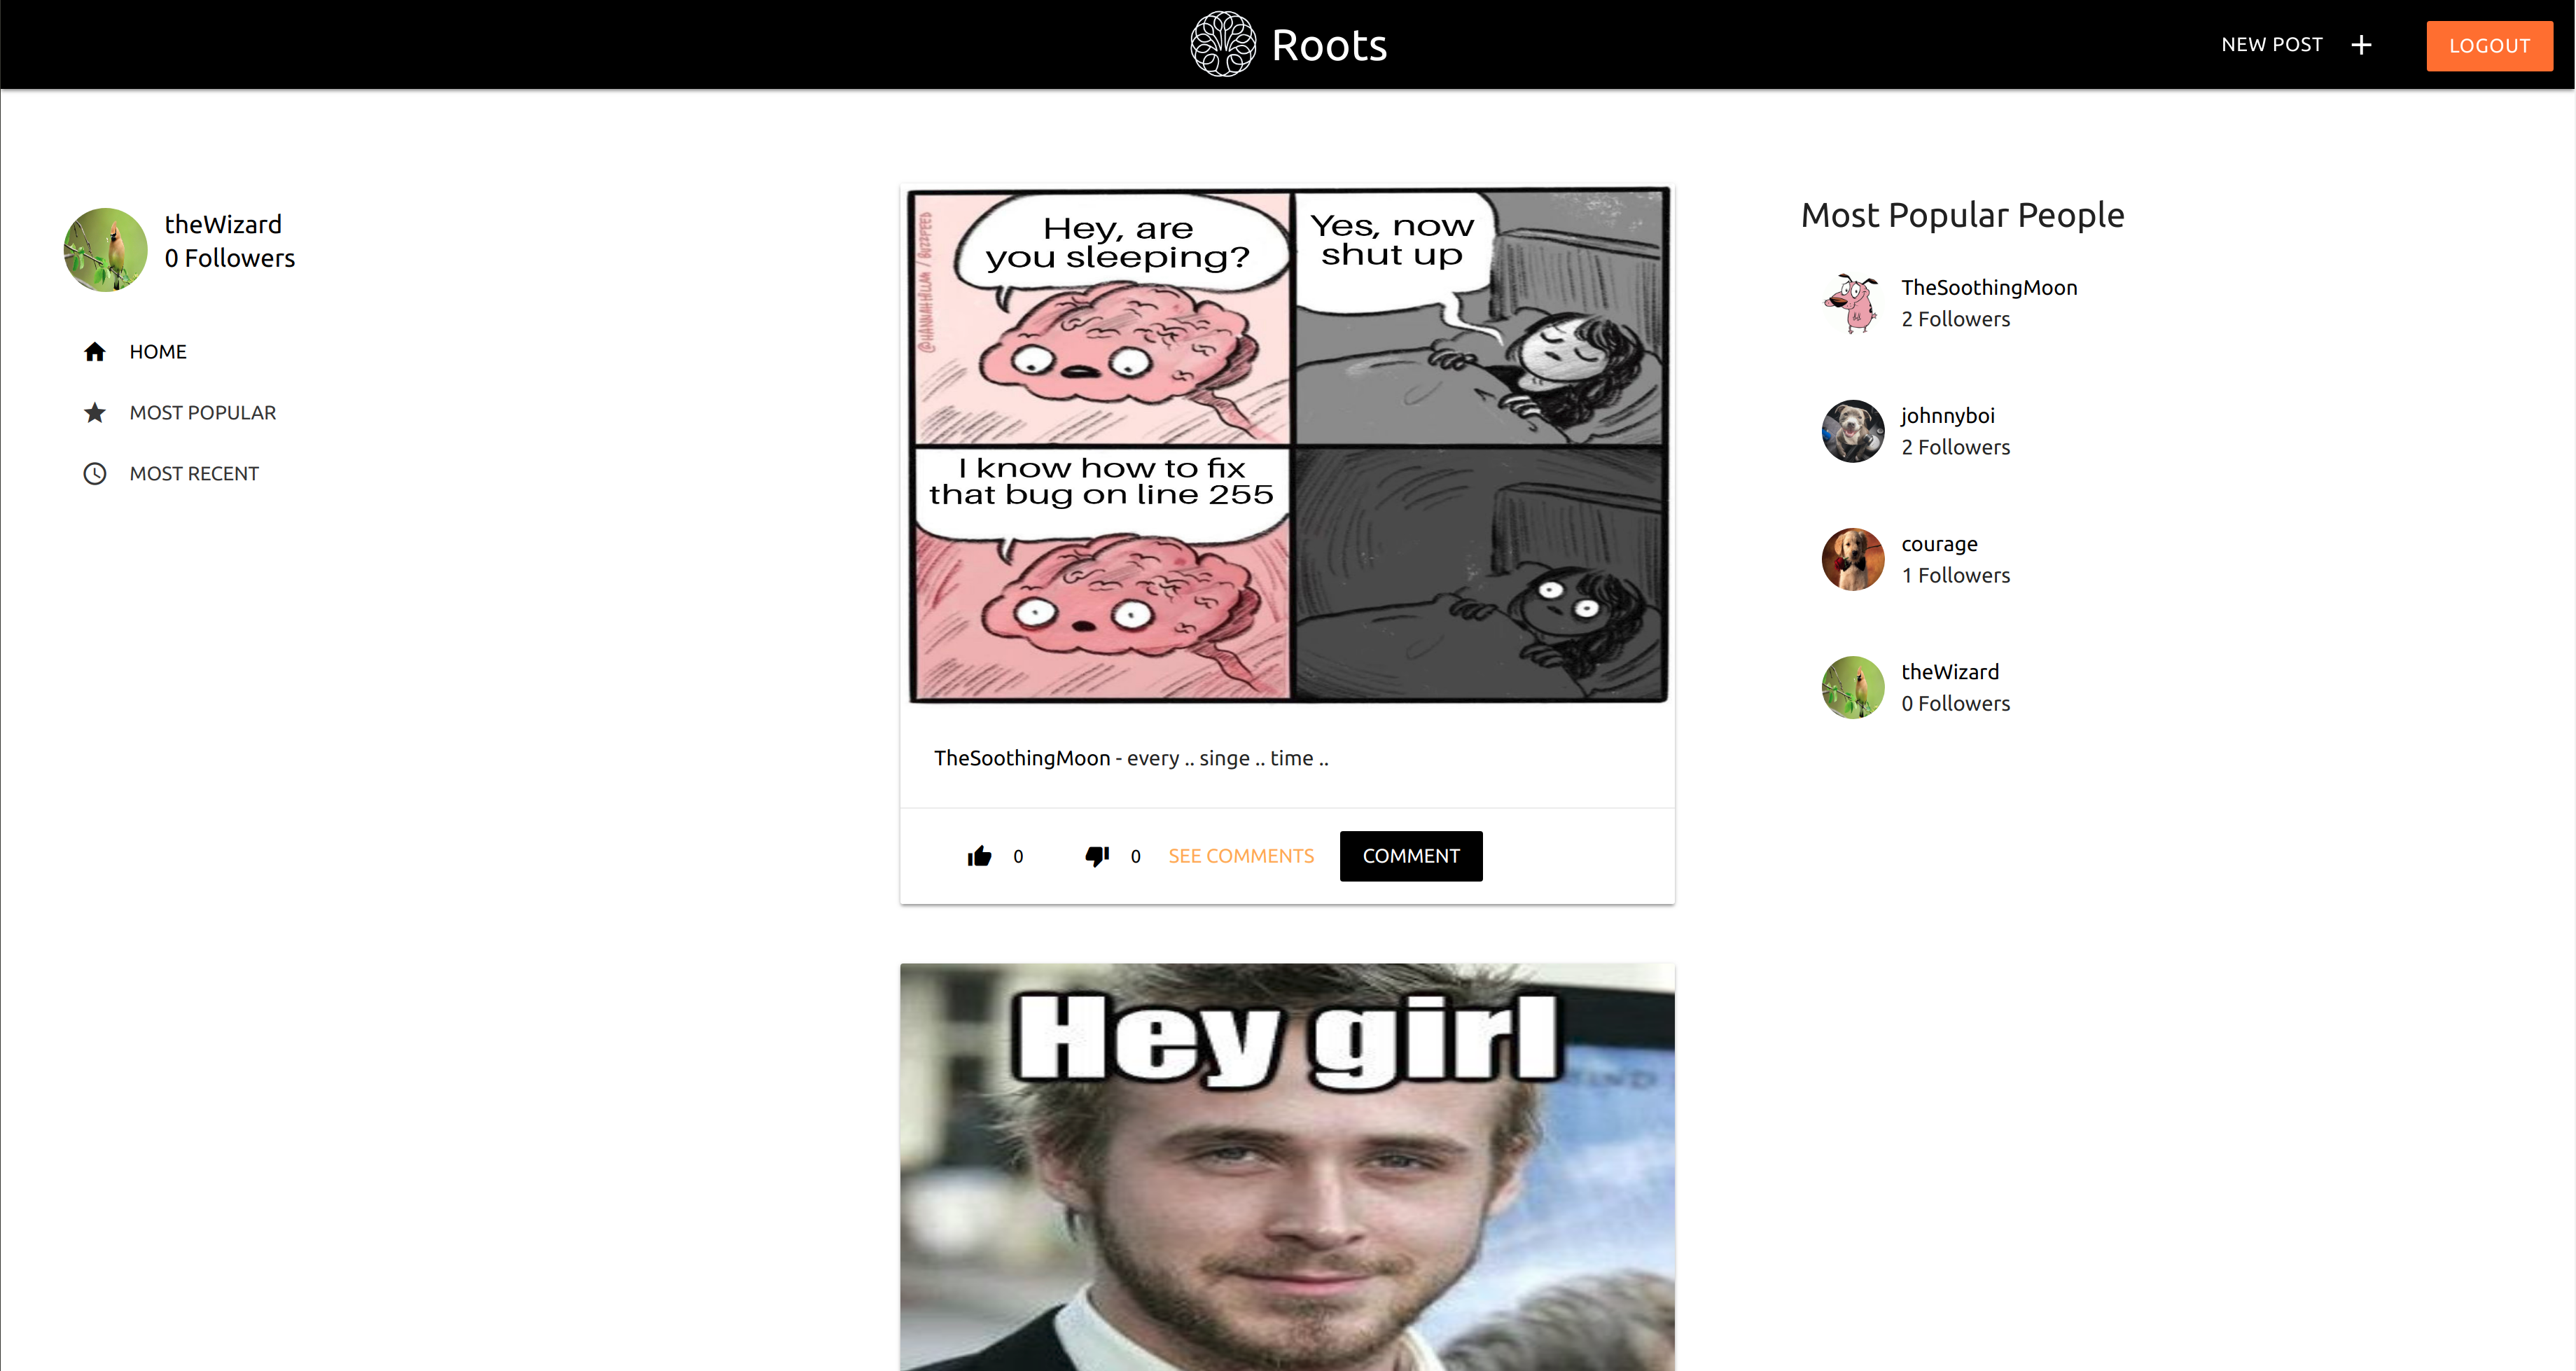 Roots
NEW POST
LOGOUT
theWizard
0 Followers
HOME
MOST POPULAR
MOST RECENT
@HANNAHHILLAM / BUZZFEED
Hey, are
you sleeping?
Yes, now
shut up
I know how to fix
that bug on line 255
TheSoothingMoon - every .. singe .. time ..
0
0
SEE COMMENTS
COMMENT
Hey girl
Most Popular People
TheSoothingMoon
2 Followers
johnnyboi
2 Followers
courage
1 Followers
theWizard
0 Followers